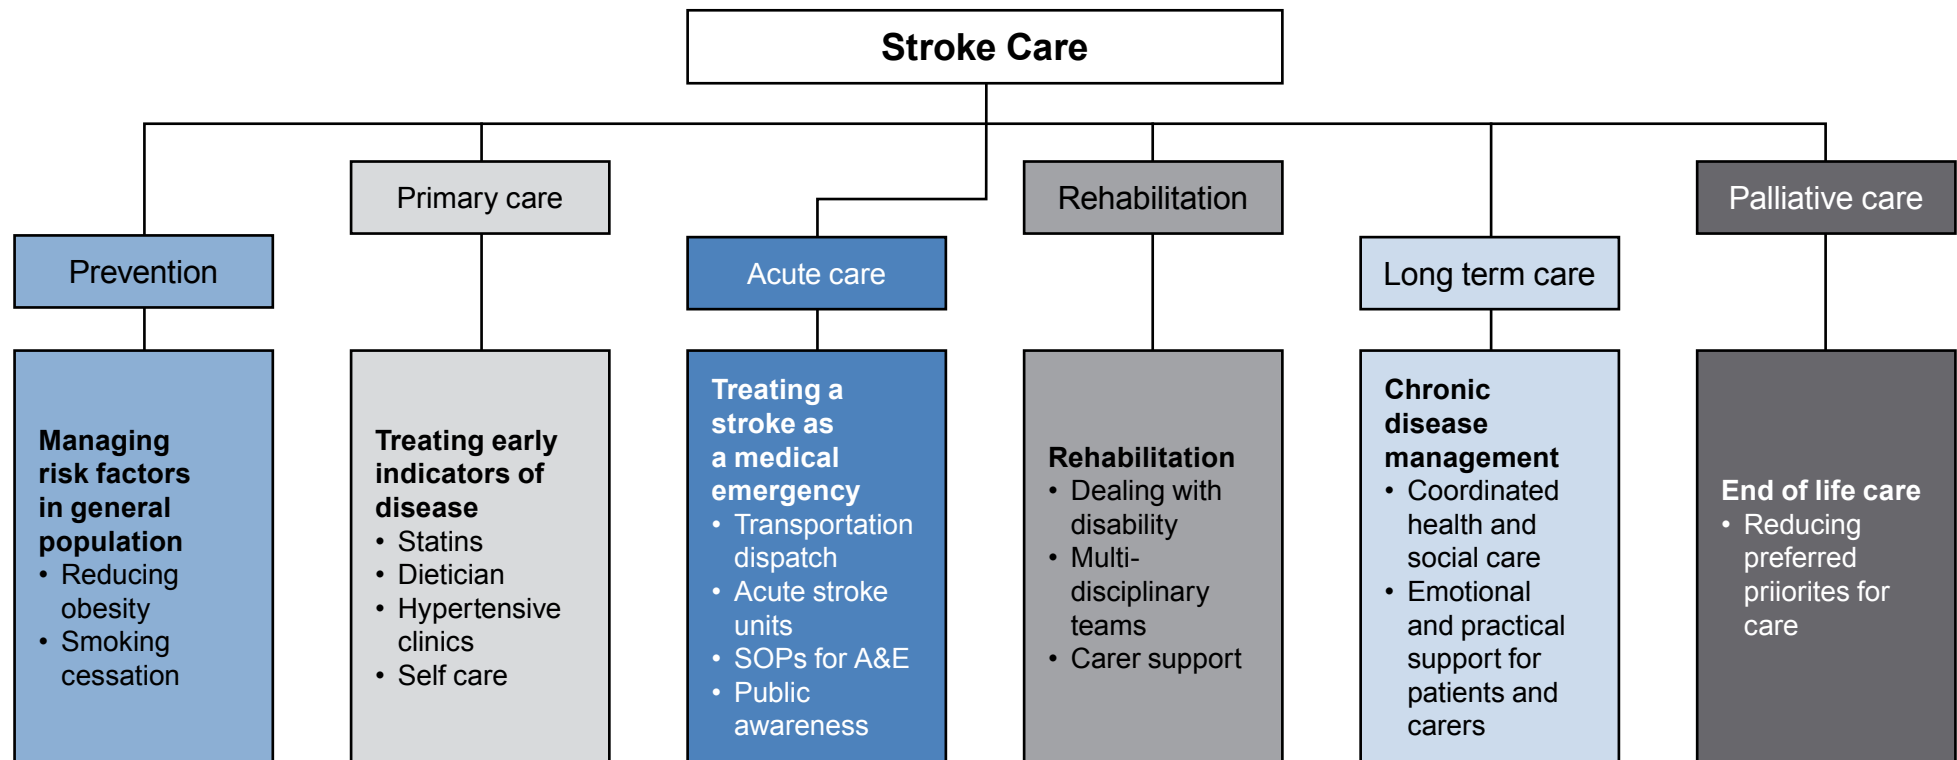 Stroke Care
Prevention
Managing
risk factors
in general
population
• Reducing
obesity
• Smoking
cessation
Primary care
Treating early
indicators of
disease
• Statins
• Dietician
• Hypertensive
clinics
• Self care
Acute care
Treating a
stroke as
a medical
emergency
• Transportation
dispatch
• Acute stroke
units
• SOPs for A&E
• Public
awareness
Rehabilitation
Rehabilitation
• Dealing with
disability
• Multi-
disciplinary
teams
• Carer support
Long term care
Chronic
disease
management
• Coordinated
health and
social care
• Emotional
and practical
support for
patients and
carers
Palliative care
End of life care
• Reducing
preferred
priiorites for
care